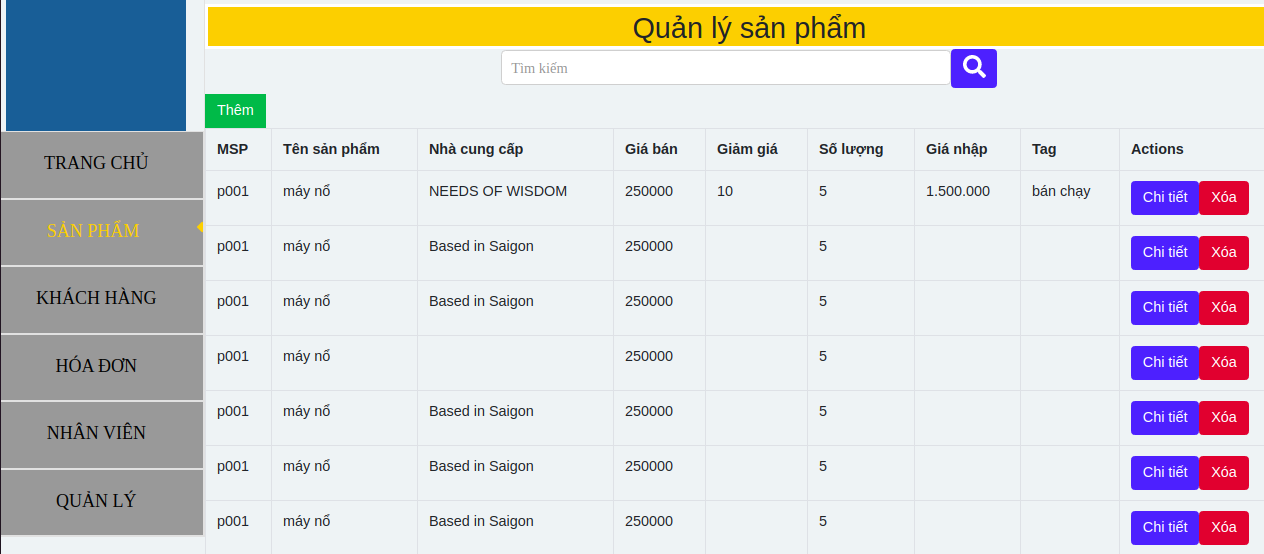 Quản lý sản phẩm
Tìm kiếm
Thêm
TRANG CHỦ
SẢN PHẨM
KHÁCH HÀNG
HÓA ĐƠN
NHÂN VIÊN
QUẢN LÝ
MSP Tên sản phẩm Nhà cung cấp Giá bán Giảm giá Số lượng Giá nhập Tag Actions
p001 máy nổ NEEDS OF WISDOM 250000 10 5 1.500.000 bán chạy Chi tiết Xóa
p001 máy nổ Based in Saigon 250000 5 Chi tiết Xóa
p001 máy nổ Based in Saigon 250000 5 Chi tiết Xóa
p001 máy nổ 250000 5 Chi tiết Xóa
p001 máy nổ Based in Saigon 250000 5 Chi tiết Xóa
p001 máy nổ Based in Saigon 250000 5 Chi tiết Xóa
p001 máy nổ Based in Saigon 250000 5 Chi tiết Xóa